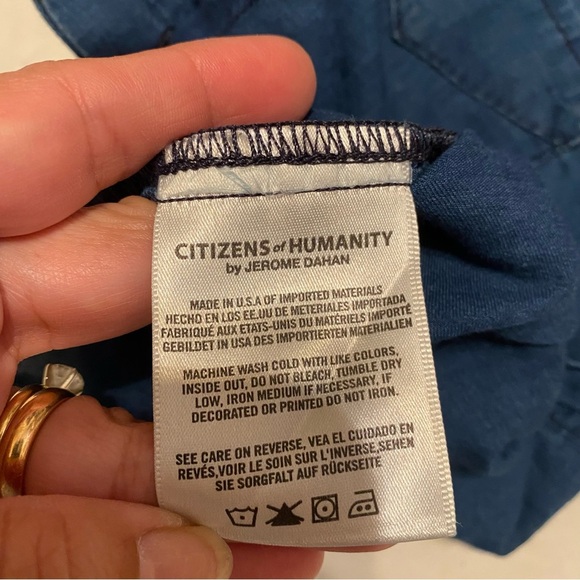 CITIZENS of HUMANITY
by JEROME DAHAN
MADE IN U.S.A OF IMPORTED MATERIALS
HECHO EN LOS EE.UU DE METERIALES IMPORTADA
FABRIQUÉ AUX ETATS-UNIS DU MATÉRIELS IMPORTÉ
GEBILDET IN USA DES IMPORTIERTEN MATERIALIEN
MACHINE WASH COLD WITH LIKE COLORS,
INSIDE OUT, DO NOT BLEACH, TUMBLE DRY
LOW, IRON MEDIUM IF NECESSARY, IF
DECORATED OR PRINTED DO NOT IRON.
SEE CARE ON REVERSE, VEA EL CUIDADO EN
REVÉS,VOIR LE SOIN SUR L'INVERSE,SEHEN
SIE SORGFALT AUF RÜCKSEITE